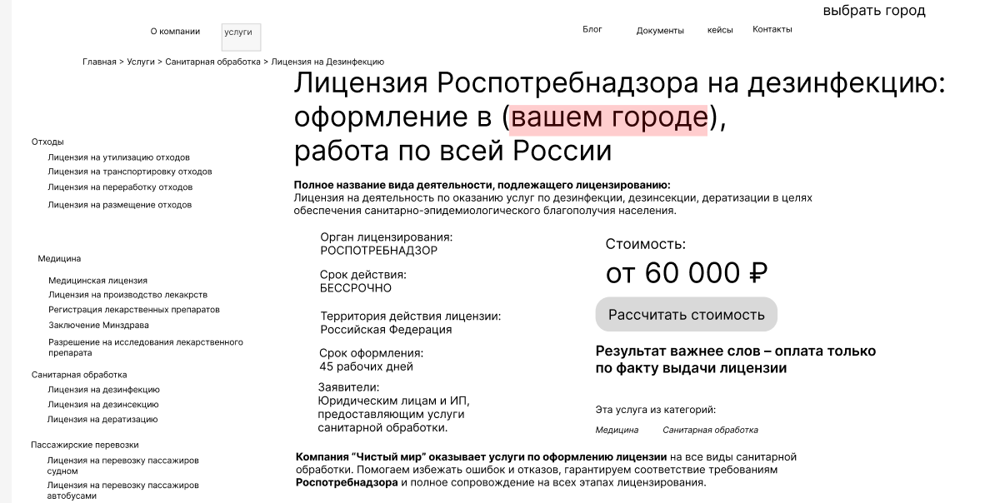 выбрать город
О компании
услуги
Блог
Документы
кейсы
Контакты
Главная > Услуги > Санитарная обработка > Лицензия на Дезинфекцию
Лицензия Роспотребнадзора на дезинфекцию:
оформление в (вашем городе),
работа по всей России
Отходы
Лицензия на утилизацию отходов
Лицензия на транспортировку отходов
Лицензия на переработку отходов
Лицензия на размещение отходов
Медицина
Медицинская лицензия
Лицензия на производство лекакрств
Регистрация лекарственных препаратов
Заключение Минздрава
Разрешение на исследования лекарственного
препарата
Санитарная обработка
Лицензия на дезинфекцию
Лицензия на дезинсекцию
Лицензия на дератизацию
Пассажирские перевозки
Лицензия на перевозку пассажиров
судном
Лицензия на перевозку пассажиров
автобусами
Полное название вида деятельности, подлежащего лицензированию:
Лицензия на деятельность по оказанию услуг по дезинфекции, дезинсекции, дератизации в целях
обеспечения санитарно-эпидемиологического благополучия населения.
Орган лицензирования:
РОСПОТРЕБНАДЗОР
Срок действия:
БЕССРОЧНО
Территория действия лицензии:
Российская Федерация
Срок оформления:
45 рабочих дней
Заявители:
Юридическим лицам и ИП,
предоставляющим услуги
санитарной обработки.
Стоимость:
от 60 000 ₽
Рассчитать стоимость
Результат важнее слов – оплата только
по факту выдачи лицензии
Эта услуга из категорий:
Медицина
Санитарная обработка
Компания “Чистый мир” оказывает услуги по оформлению лицензии на все виды санитарной
обработки. Помогаем избежать ошибок и отказов, гарантируем соответствие требованиям
Роспотребнадзора и полное сопровождение на всех этапах лицензирования.